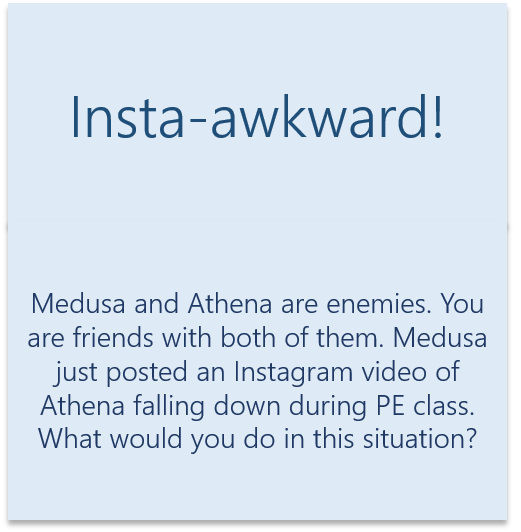 Insta-awkward!
Medusa and Athena are enemies. You
are friends with both of them. Medusa
just posted an Instagram video of
Athena falling down during PE class.
What would you do in this situation?